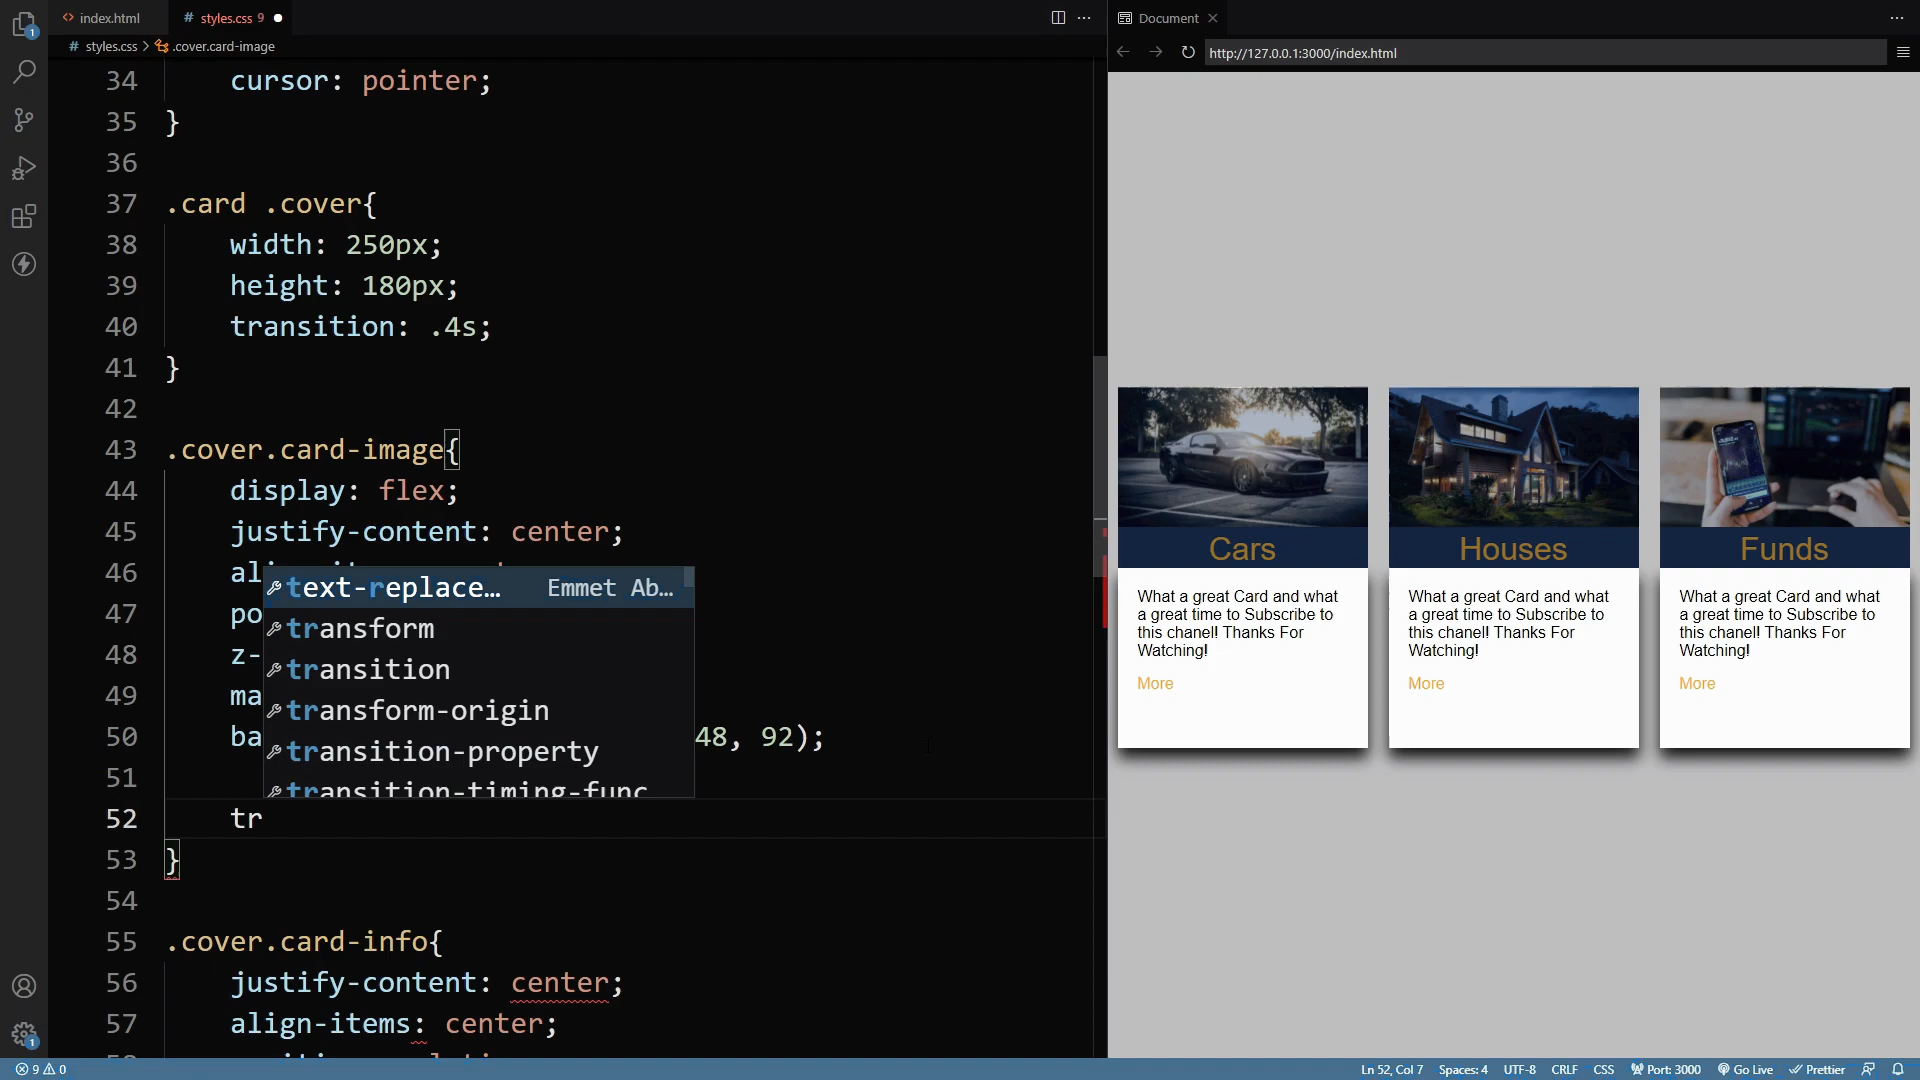 index.html
# styles.css 9
# styles.css > .cover.card-image
34 cursor: pointer;
35 }
36
37 .card .cover{
38 width: 250px;
39 height: 180px;
40 transition: .4s;
41 }
42
43 .cover.card-image{
44 display: flex;
45 justify-content: center;
46 al
47 po
48 z-
49 ma
50 ba 48, 92);
51
52 tr
53 }
54
55 .cover.card-info{
56 justify-content: center;
57 align-items: center;
text-replace… Emmet Ab…
transform
transition
transform-origin
transition-property
transition-timing-func
Document
http://127.0.0.1:3000/index.html
Cars
What a great Card and what
a great time to Subscribe to
this chanel! Thanks For
Watching!
More
Houses
What a great Card and what
a great time to Subscribe to
this chanel! Thanks For
Watching!
More
Funds
What a great Card and what
a great time to Subscribe to
this chanel! Thanks For
Watching!
More
1
1
9 0
Ln 52, Col 7 Spaces: 4 UTF-8 CRLF CSS Port: 3000 Go Live Prettier